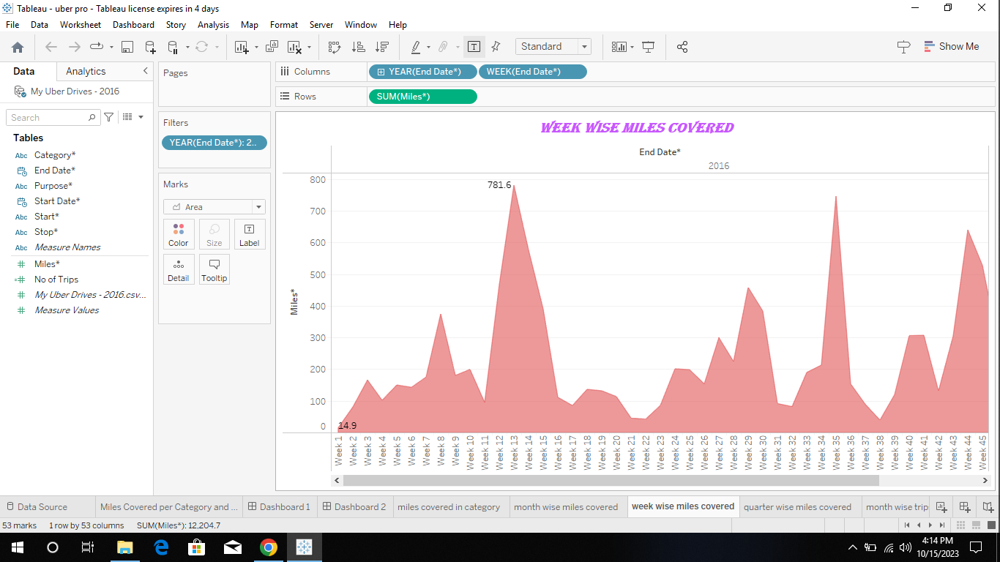 Tableau - uber pro - Tableau license expires in 4 days
File Data Worksheet Dashboard Story Analysis Map Format Server Window Help
Standard
Show Me
Data Analytics
My Uber Drives - 2016
Search
Tables
Abc Category*
End Date*
Abc Purpose*
Start Date*
Abc Start*
Abc Stop*
Abc Measure Names
Miles*
No of Trips
My Uber Drives - 2016.csv...
Measure Values
Pages
Filters
YEAR(End Date*): 2..
Marks
Area
Color Size Label
Detail Tooltip
Columns YEAR(End Date*) WEEK(End Date*)
Rows SUM(Miles*)
WEEK WISE MILES COVERED
End Date*
2016
Miles*
800
700
600
500
400
300
200
100
0
781.6
14.9
Week 1
Week 2
Week 3
Week 4
Week 5
Week 6
Week 7
Week 8
Week 9
Week 10
Week 11
Week 12
Week 13
Week 14
Week 15
Week 16
Week 17
Week 18
Week 19
Week 20
Week 21
Week 22
Week 23
Week 24
Week 25
Week 26
Week 27
Week 28
Week 29
Week 30
Week 31
Week 32
Week 33
Week 34
Week 35
Week 36
Week 37
Week 38
Week 39
Week 40
Week 41
Week 42
Week 43
Week 44
Week 45
Data Source Miles Covered per Category and ... Dashboard 1 Dashboard 2 miles covered in category month wise miles covered week wise miles covered quarter wise miles covered month wise trip
53 marks 1 row by 53 columns SUM(Miles*): 12,204.7
4:14 PM
10/15/2023